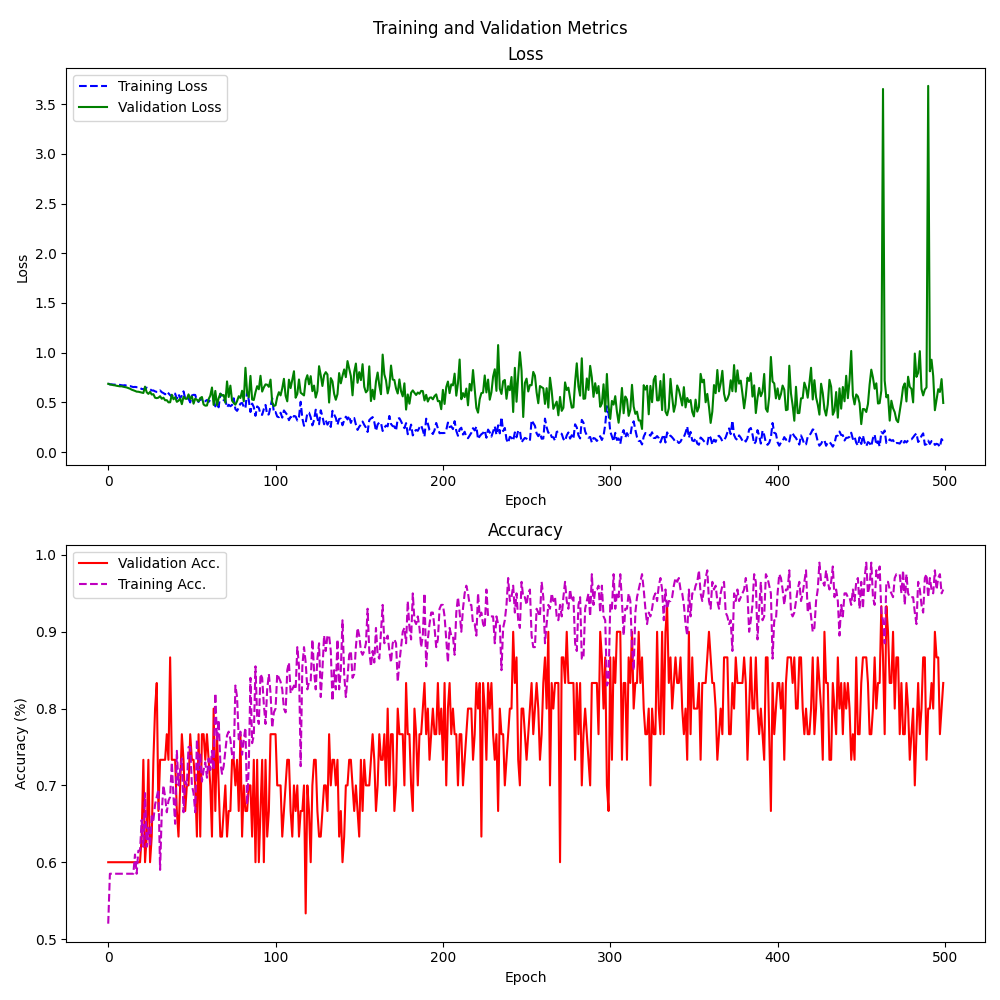 Training and Validation Metrics
Loss
Training Loss
Validation Loss
3.5
3.0
2.5
2.0
1.5
1.0
0.5
0.0
Loss
0 100 200 300 400 500
Epoch
Accuracy
Validation Acc.
Training Acc.
1.0
0.9
0.8
0.7
0.6
0.5
Accuracy (%)
0 100 200 300 400 500
Epoch